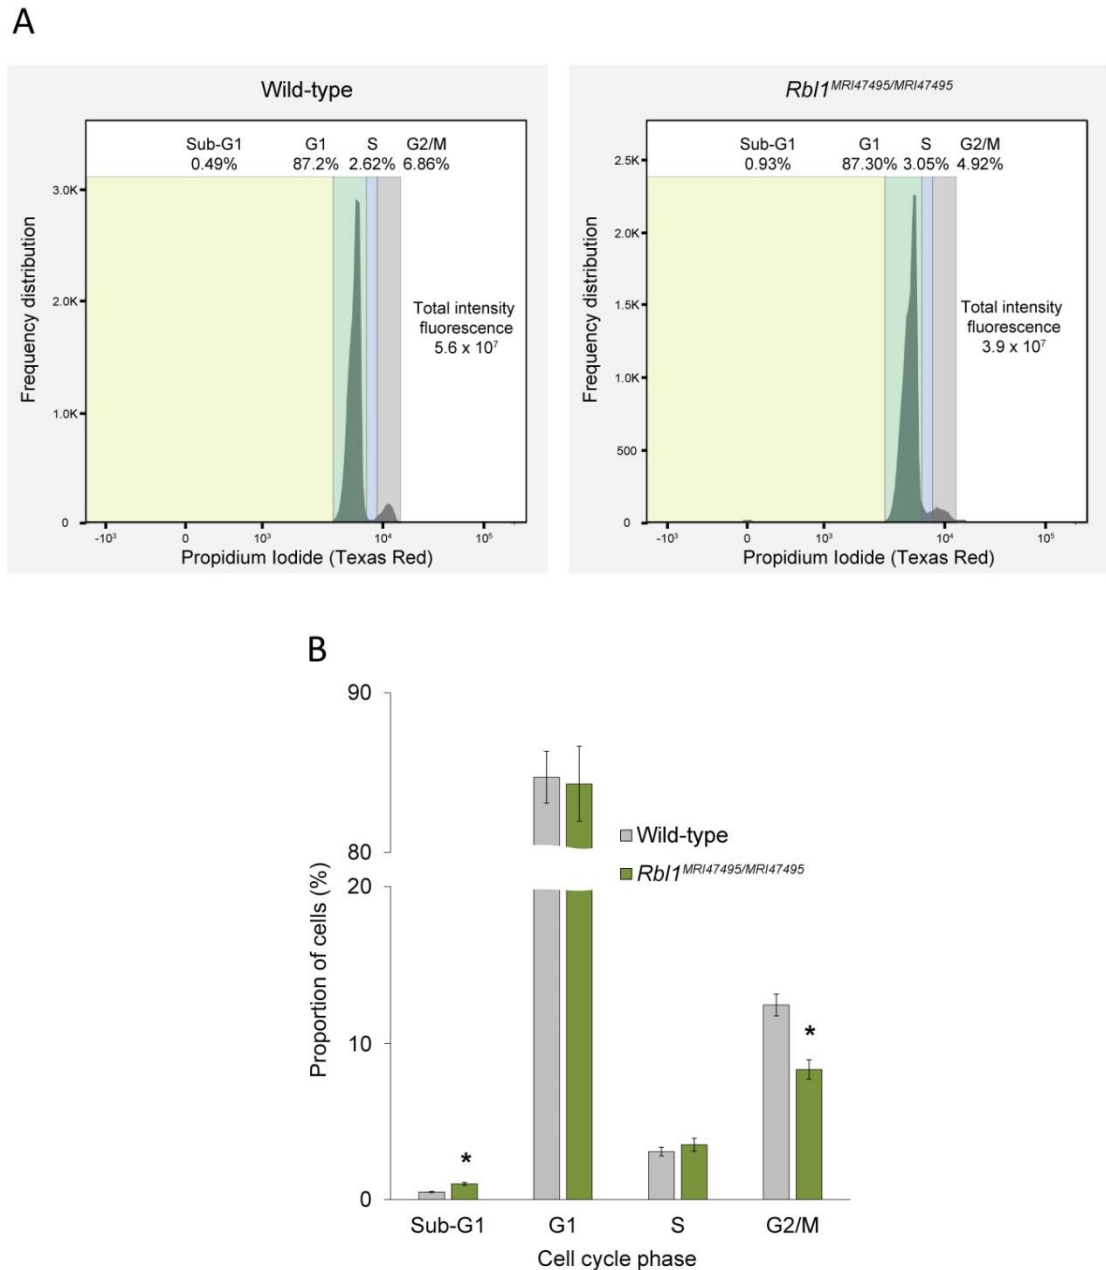 A
Wild-type
Sub-G1 G1 S G2/M
0.49% 87.2% 2.62% 6.86%
3.0K
2.0K
1.0K
0
Frequency distribution
Total intensity
fluorescence
5.6 x 10⁷
-10³ 0 10³ 10⁴ 10⁵
Propidium Iodide (Texas Red)
Rbl1^MRI47495/MRI47495
Sub-G1 G1 S G2/M
0.93% 87.30% 3.05% 4.92%
2.5K
2.0K
1.5K
1.0K
500
0
Frequency distribution
Total intensity
fluorescence
3.9 x 10⁷
-10³ 0 10³ 10⁴ 10⁵
Propidium Iodide (Texas Red)
B
90
80
20
10
0
Proportion of cells (%)
Wild-type
Rbl1^MRI47495/MRI47495
*
*
Sub-G1 G1 S G2/M
Cell cycle phase